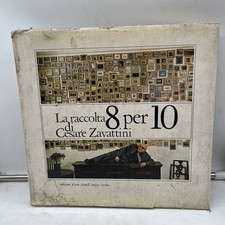 La raccolta 8 per 10
di
Cesare Zavattini